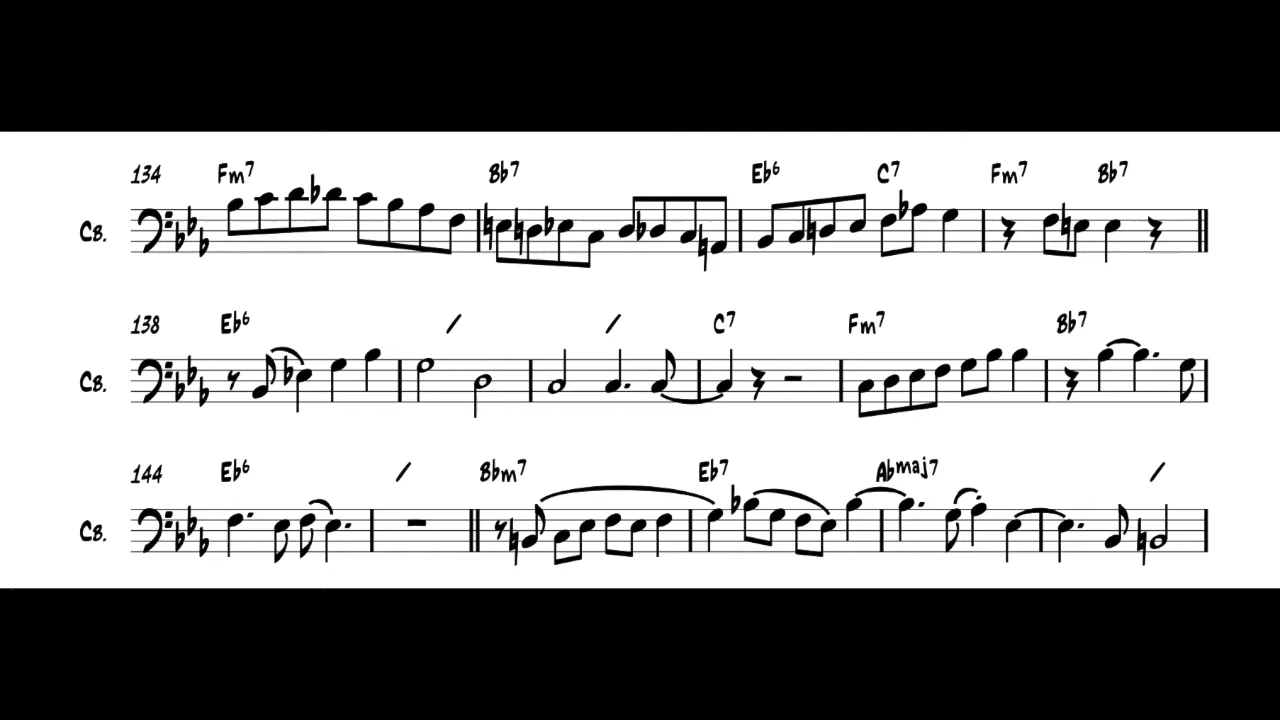 134 Fm7 Bb7 Eb6 C7 Fm7 Bb7
CB.
138 Eb6 / / C7 Fm7 Bb7
CB.
144 Eb6 / Bbm7 Eb7 Abmaj7 /
CB.